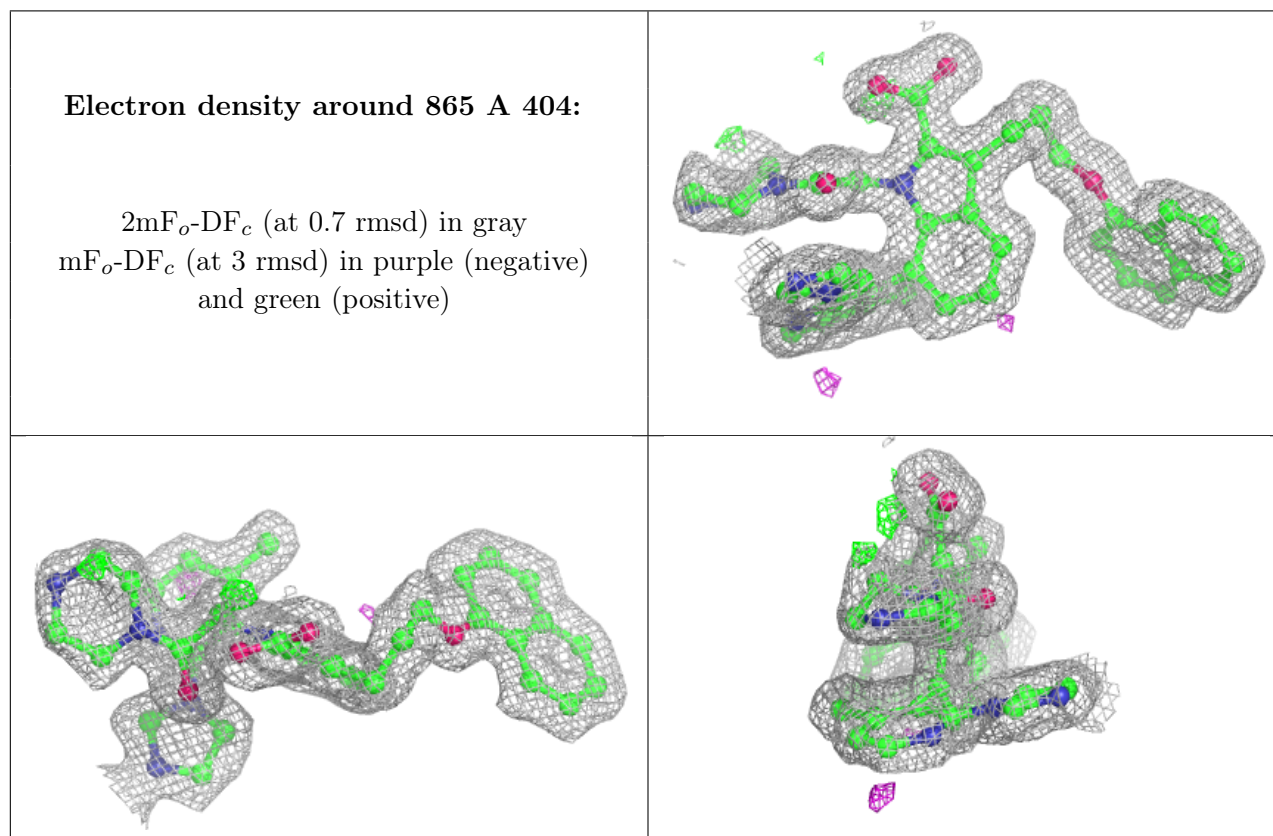 Electron density around 865 A 404:
2mFo-DFc (at 0.7 rmsd) in gray
mFo-DFc (at 3 rmsd) in purple (negative)
and green (positive)